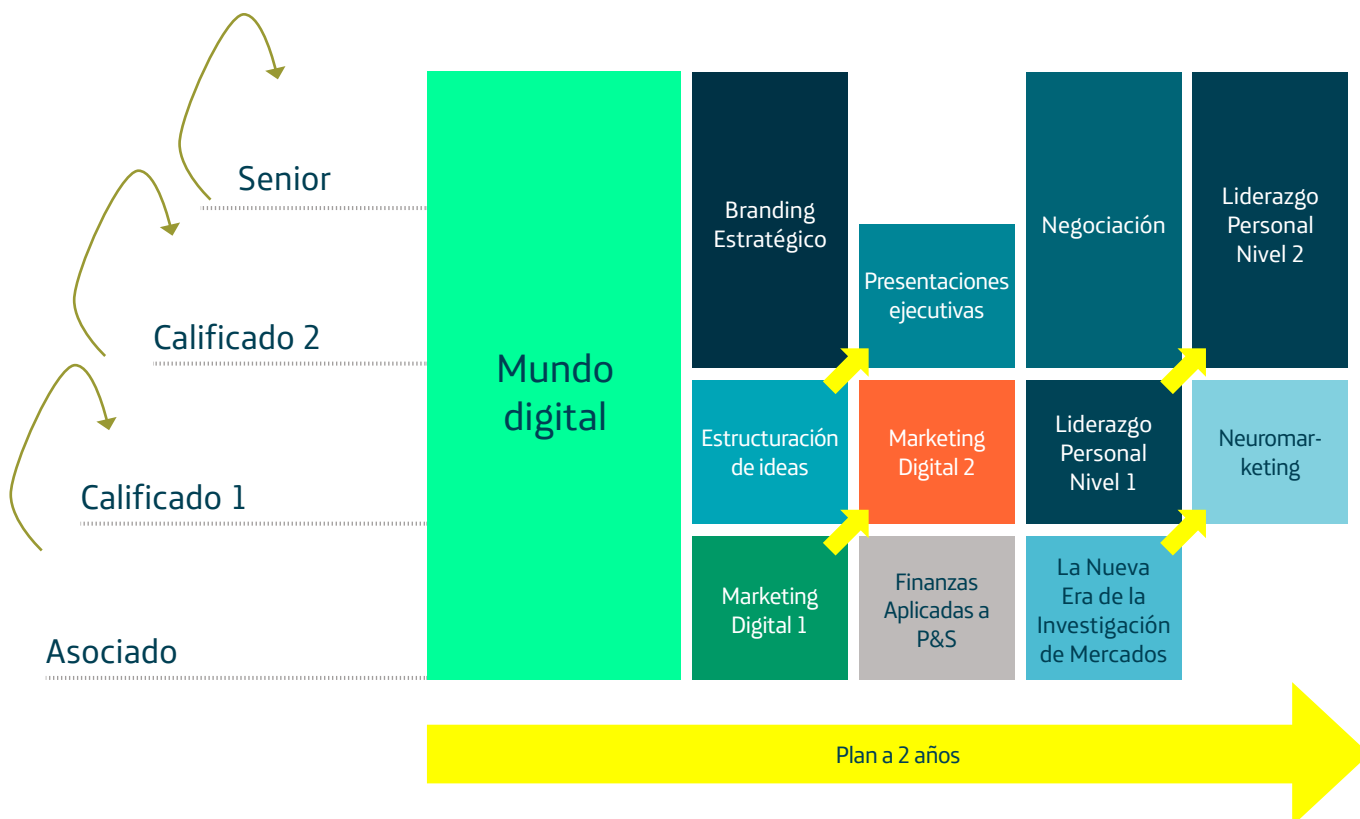 Senior
Calificado 2
Calificado 1
Asociado
Mundo
digital
Branding
Estratégico
Presentaciones
ejecutivas
Negociación
Liderazgo
Personal
Nivel 2
Estructuración
de ideas
Marketing
Digital 2
Liderazgo
Personal
Nivel 1
Neuromar-
keting
Marketing
Digital 1
Finanzas
Aplicadas a
P&S
La Nueva
Era de la
Investigación
de Mercados
Plan a 2 años